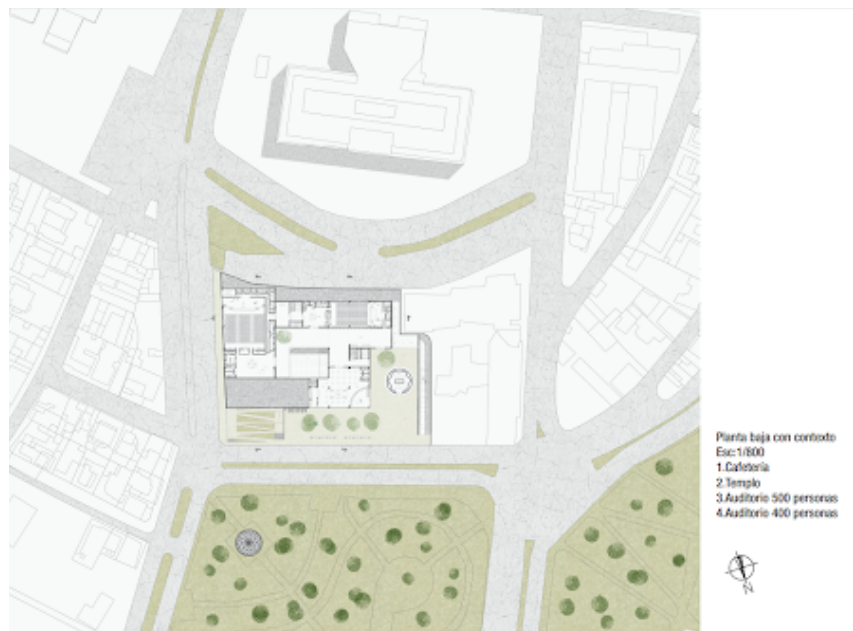 Planta baja con contexto
Esc:1/800
1.Cafetería
2.Templo
3.Auditorio 500 personas
4.Auditorio 400 personas
N